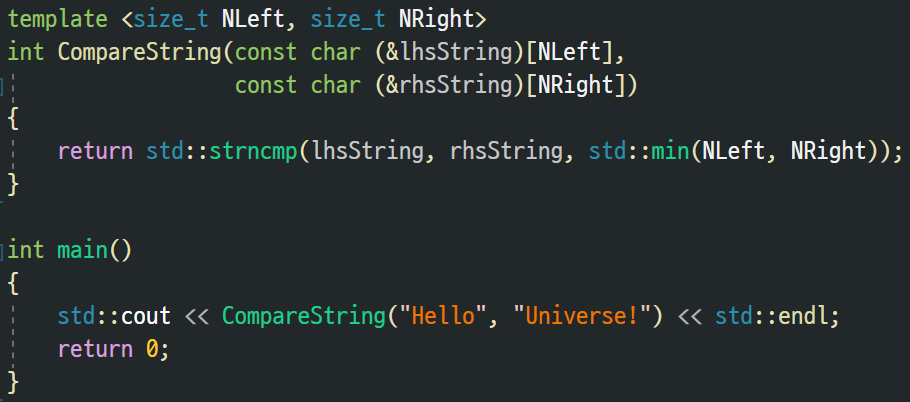 template <size_t NLeft, size_t NRight>
int CompareString(const char (&lhsString)[NLeft],
                  const char (&rhsString)[NRight])
{
    return std::strncmp(lhsString, rhsString, std::min(NLeft, NRight));
}

int main()
{
    std::cout << CompareString("Hello", "Universe!") << std::endl;
    return 0;
}